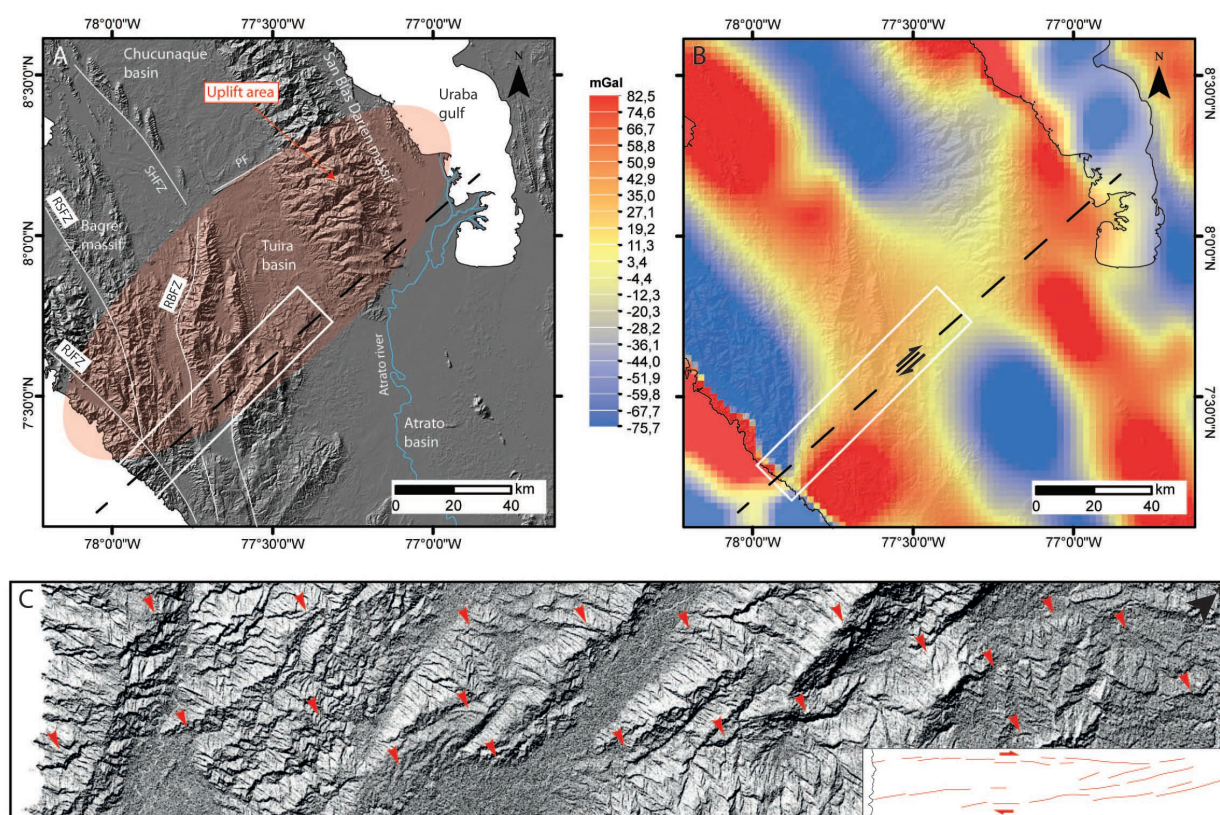 78°0'0"W 77°30'0"W 77°0'0"W
A
N
Chucunaque
basin
San Blas Darien massif
Uplift area
Uraba
gulf
PF
SHFZ
RSFZ
Bagre
massif
Tuira
basin
RBFZ
RJFZ
Atrato river
Atrato
basin
8°30'0"N
8°0'0"N
7°30'0"N
km
0 20 40
78°0'0"W 77°30'0"W 77°0'0"W
mGal
82,5
74,6
66,7
58,8
50,9
43,0
35,0
27,1
19,2
11,3
3,4
-4,4
-12,3
-20,3
-28,2
-36,1
-44,0
-51,9
-59,8
-67,7
-75,7
78°0'0"W 77°30'0"W 77°0'0"W
B
N
8°30'0"N
8°0'0"N
7°30'0"N
km
0 20 40
78°0'0"W 77°30'0"W 77°0'0"W
C